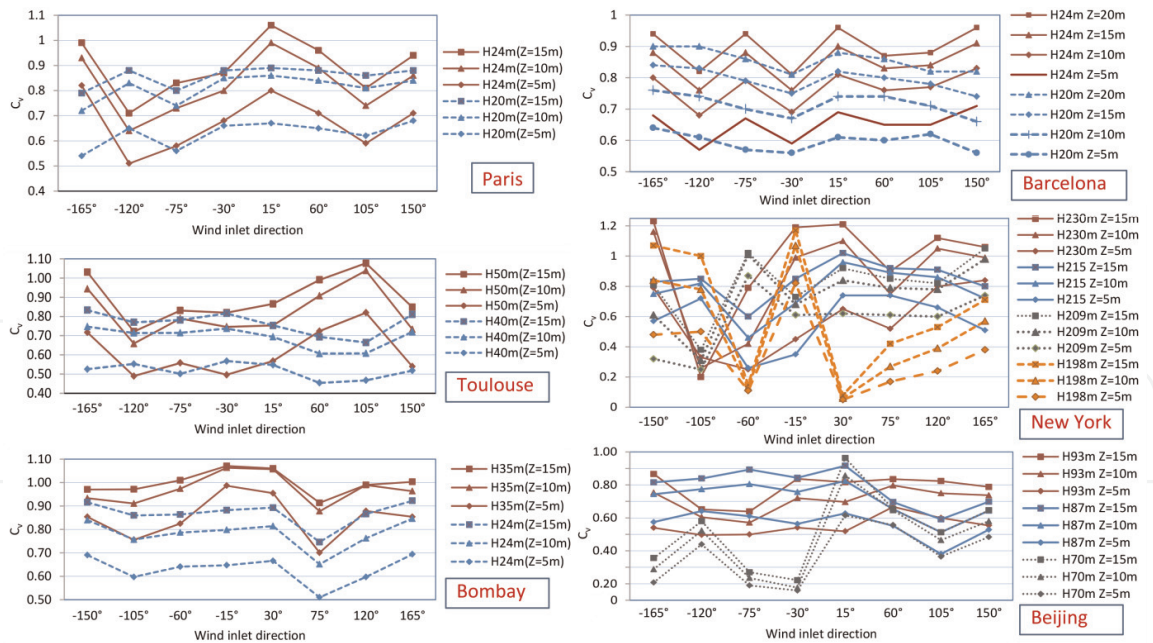 1.1
1
0.9
0.8
0.7
0.6
0.5
0.4
Cv
-165° -120° -75° -30° 15° 60° 105° 150°
Wind inlet direction
H24m(Z=15m)
H24m(Z=10m)
H24m(Z=5m)
H20m(Z=15m)
H20m(Z=10m)
H20m(Z=5m)
Paris
1
0.9
0.8
0.7
0.6
0.5
Cv
-165° -120° -75° -30° 15° 60° 105° 150°
Wind inlet direction
H24m Z=20m
H24m Z=15m
H24m Z=10m
H24m Z=5m
H20m Z=20m
H20m Z=15m
H20m Z=10m
H20m Z=5m
Barcelona
1.10
1.00
0.90
0.80
0.70
0.60
0.50
0.40
Cv
-165° -120° -75° -30° 15° 60° 105° 150°
Wind inlet direction
H50m(Z=15m)
H50m(Z=10m)
H50m(Z=5m)
H40m(Z=15m)
H40m(Z=10m)
H40m(Z=5m)
Toulouse
1.2
1
0.8
0.6
0.4
0.2
0
Cv
-150° -105° -60° -15° 30° 75° 120° 165°
Wind inlet direction
H230m Z=15m
H230m Z=10m
H230m Z=5m
H215 Z=15m
H215 Z=10m
H215 Z=5m
H209m Z=15m
H209m Z=10m
H209m Z=5m
H198m Z=15m
H198m Z=10m
H198m Z=5m
New York
1.10
1.00
0.90
0.80
0.70
0.60
0.50
Cv
-150° -105° -60° -15° 30° 75° 120° 165°
Wind inlet direction
H35m(Z=15m)
H35m(Z=10m)
H35m(Z=5m)
H24m(Z=15m)
H24m(Z=10m)
H24m(Z=5m)
Bombay
1.00
0.80
0.60
0.40
0.20
0.00
Cv
-165° -120° -75° -30° 15° 60° 105° 150°
Wind inlet direction
H93m Z=15m
H93m Z=10m
H93m Z=5m
H87m Z=15m
H87m Z=10m
H87m Z=5m
H70m Z=15m
H70m Z=10m
H70m Z=5m
Beijing